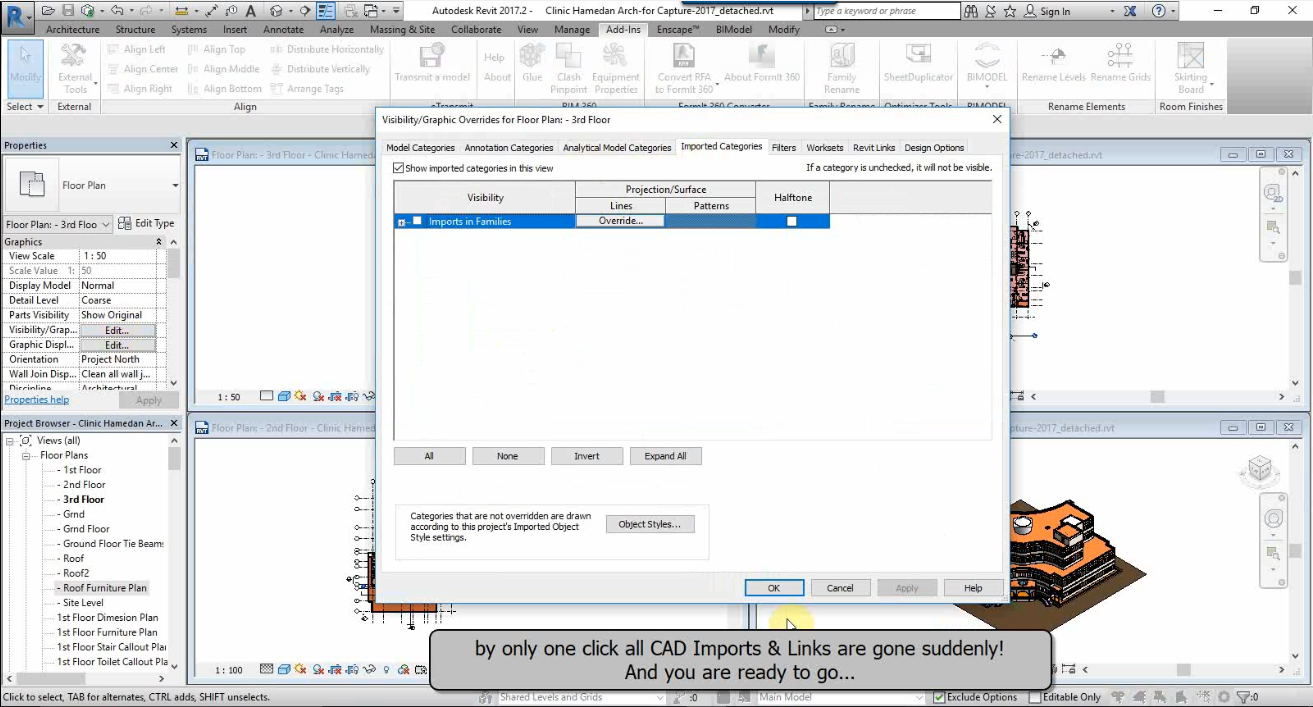 Autodesk Revit 2017.2 - Clinic Hamedan Arch-for Capture-2017_detached.rvt
Type a keyword or phrase
Sign In
Architecture Structure Systems Insert Annotate Analyze Massing & Site Collaborate View Manage Add-Ins Enscape™ BiModel Modify
Modify
External Tools
Align Left
Align Center
Align Right
Align Top
Align Middle
Align Bottom
Distribute Horizontally
Distribute Vertically
Arrange Tags
Transmit a model
Help
About
Glue
Clash Pinpoint
Equipment Properties
Convert RFA to FormIt 360
About FormIt 360
Family Rename
SheetDuplicator
BIMODEL
Rename Levels
Rename Grids
Skirting Board
Select
External
Align
eTransmit
BIM 360
FormIt 360 Converter
Family Rename
Optimizer Tools
BIMODEL
Rename Elements
Room Finishes
Properties
Floor Plan
Floor Plan: - 3rd Floo
Edit Type
Graphics
View Scale 1 : 50
Scale Value 1: 50
Display Model Normal
Detail Level Coarse
Parts Visibility Show Original
Visibility/Grap... Edit...
Graphic Displ... Edit...
Orientation Project North
Wall Join Disp... Clean all wall j...
Discipline Architectural
Properties help
Apply
Project Browser - Clinic Hamedan Ar...
Views (all)
Floor Plans
- 1st Floor
- 2nd Floor
- 3rd Floor
- Grnd
- Grnd Floor
- Ground Floor Tie Beams
- Roof
- Roof2
- Roof Furniture Plan
- Site Level
1st Floor Dimesion Plan
1st Floor Furniture Plan
1st Floor Stair Callout Plan
1st Floor Toilet Callout Pla
Floor Plan: - 3rd Floor - Clinic Hameda
pture-2017_detached.rvt
1 : 50
Floor Plan: - 2nd Floor - Clinic Hameda
pture-2017_detached.rvt
1 : 100
Visibility/Graphic Overrides for Floor Plan: - 3rd Floor
Model Categories
Annotation Categories
Analytical Model Categories
Imported Categories
Filters
Worksets
Revit Links
Design Options
Show imported categories in this view
If a category is unchecked, it will not be visible.
Visibility
Projection/Surface
Halftone
Lines
Patterns
Imports in Families
Override...
All
None
Invert
Expand All
Categories that are not overridden are drawn
according to this project's Imported Object
Style settings.
Object Styles...
OK
Cancel
Apply
Help
by only one click all CAD Imports & Links are gone suddenly!
And you are ready to go...
Click to select, TAB for alternates, CTRL adds, SHIFT unselects.
Shared Levels and Grids
:0
Main Model
Exclude Options
Editable Only
:0